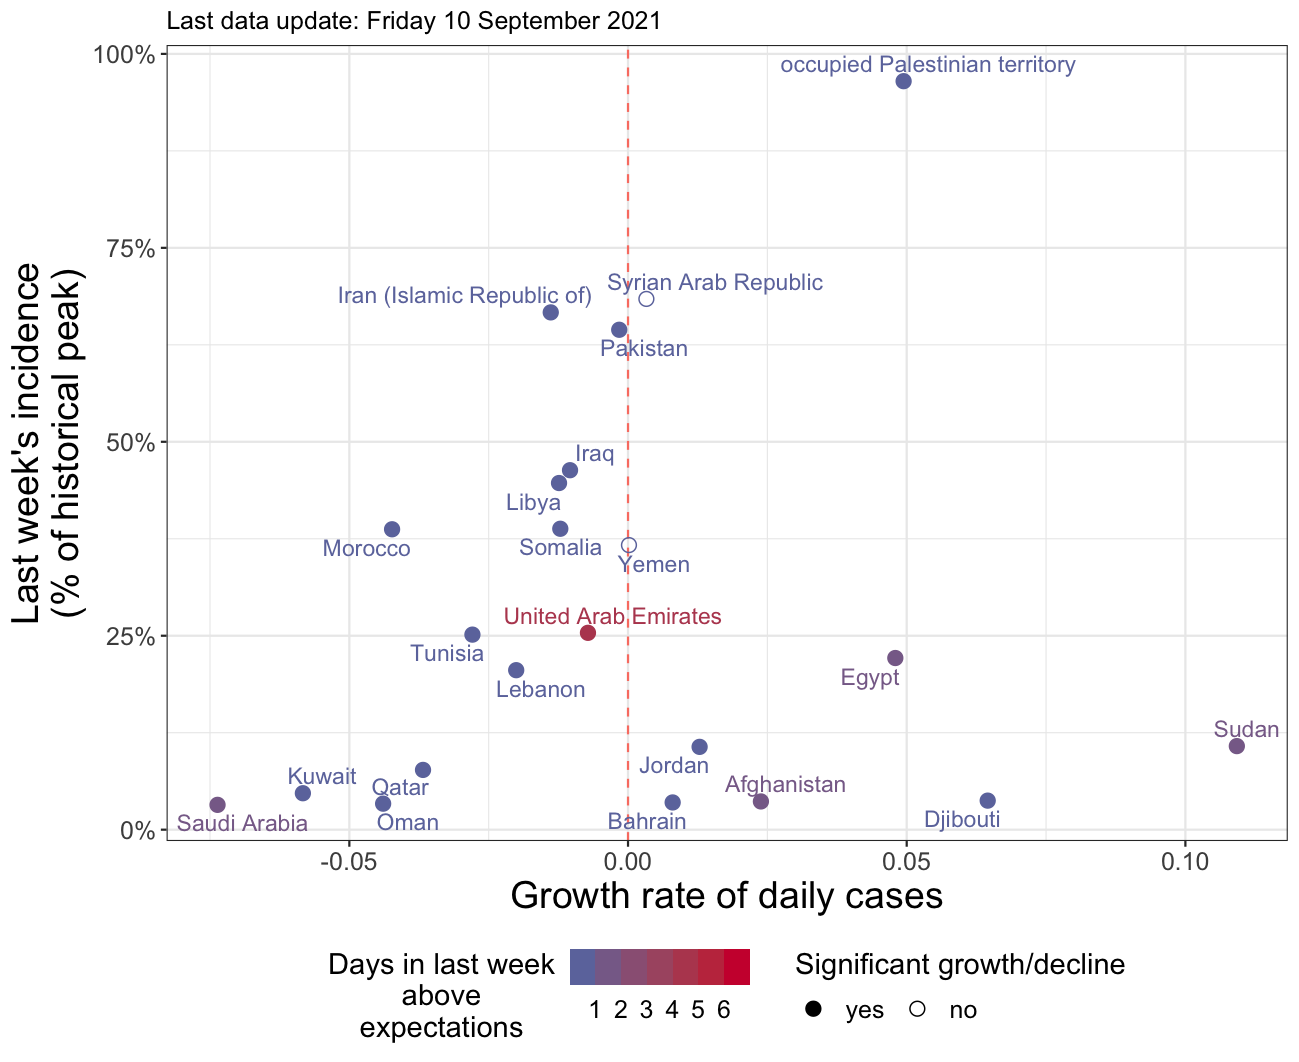 Last data update: Friday 10 September 2021
100%
75%
50%
25%
0%
Last week's incidence
(% of historical peak)
occupied Palestinian territory
Syrian Arab Republic
Iran (Islamic Republic of)
Pakistan
Iraq
Libya
Morocco
Somalia
Yemen
United Arab Emirates
Tunisia
Egypt
Lebanon
Sudan
Jordan
Kuwait
Qatar
Afghanistan
Saudi Arabia
Oman
Bahrain
Djibouti
-0.05 0.00 0.05 0.10
Growth rate of daily cases
Days in last week
above
expectations
1 2 3 4 5 6
Significant growth/decline
yes no